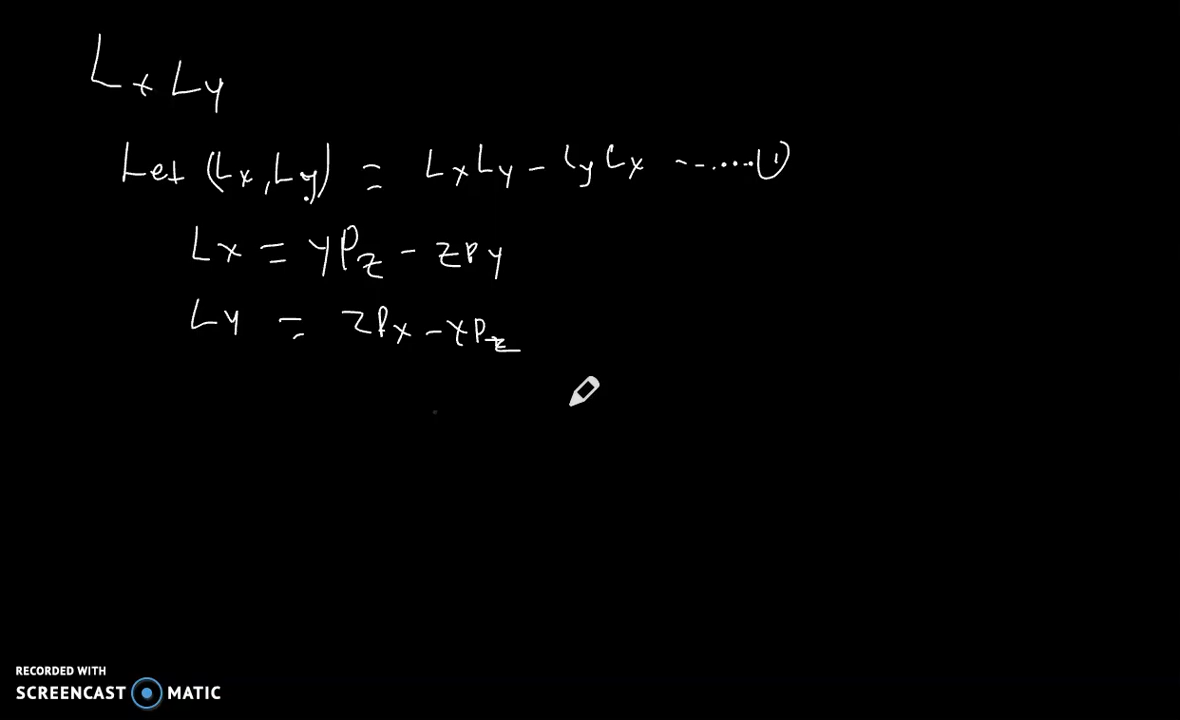 Lx Ly
Let (Lx, Ly) = LxLy - LyLx ------ (1)
Lx = yPz - zPy
Ly = zPx - xPz
RECORDED WITH
SCREENCAST MATIC